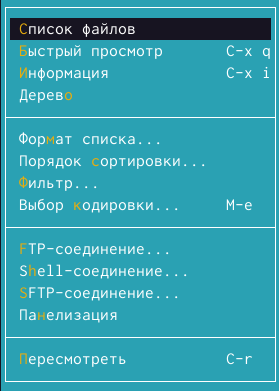 Список файлов
Быстрый просмотр C-x q
Информация C-x i
Дерево
Формат списка...
Порядок сортировки...
Фильтр...
Выбор кодировки... M-e
FTP-соединение...
Shell-соединение...
SFTP-соединение...
Панелизация
Пересмотреть C-r